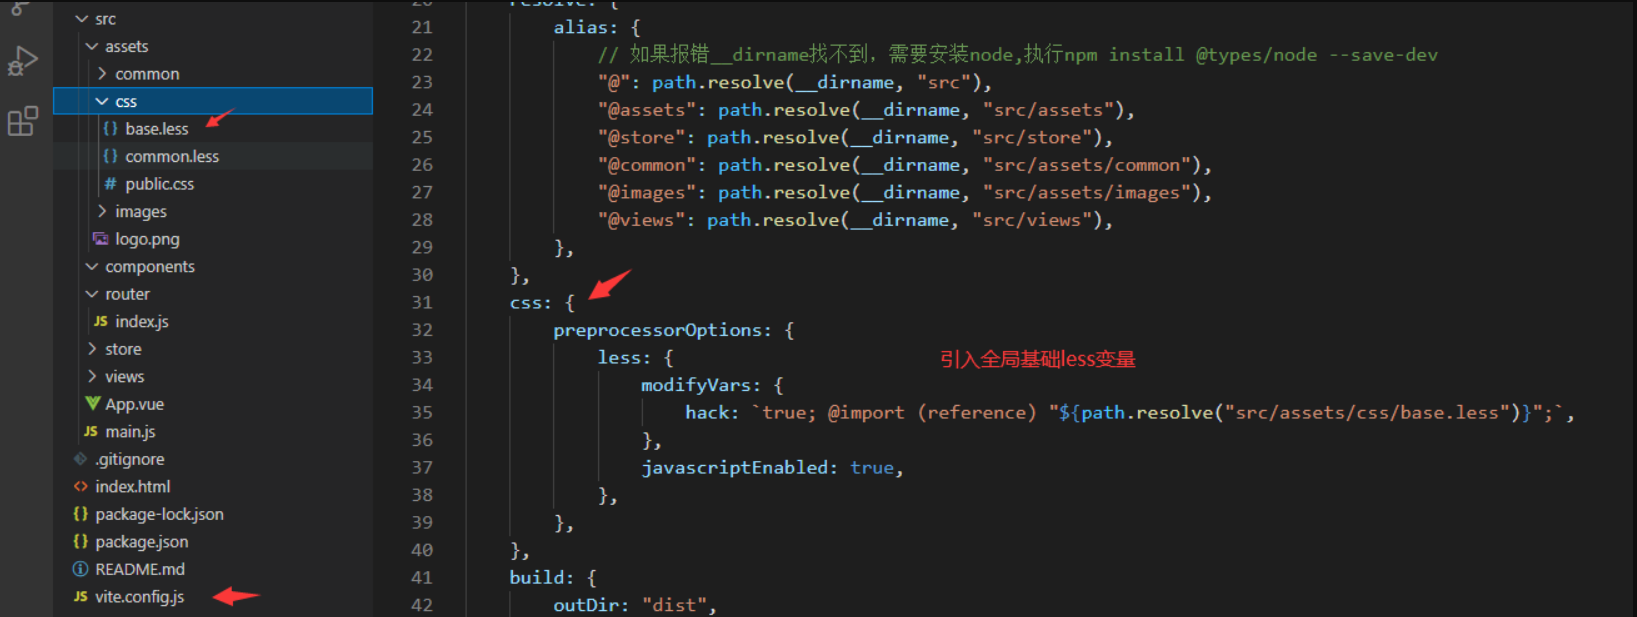 src
assets
common
css
base.less
common.less
public.css
images
logo.png
components
router
JS index.js
store
views
App.vue
JS main.js
.gitignore
index.html
package-lock.json
package.json
README.md
JS vite.config.js
20 resolve: {
21 alias: {
22 // 如果报错__dirname找不到，需要安装node,执行npm install @types/node --save-dev
23 "@": path.resolve(__dirname, "src"),
24 "@assets": path.resolve(__dirname, "src/assets"),
25 "@store": path.resolve(__dirname, "src/store"),
26 "@common": path.resolve(__dirname, "src/assets/common"),
27 "@images": path.resolve(__dirname, "src/assets/images"),
28 "@views": path.resolve(__dirname, "src/views"),
29 },
30 },
31 css: {
32 preprocessorOptions: {
33 less: {
引入全局基础less变量
34 modifyVars: {
35 hack: `true; @import (reference) "${path.resolve("src/assets/css/base.less")}";`,
36 },
37 javascriptEnabled: true,
38 },
39 },
40 },
41 build: {
42 outDir: "dist",